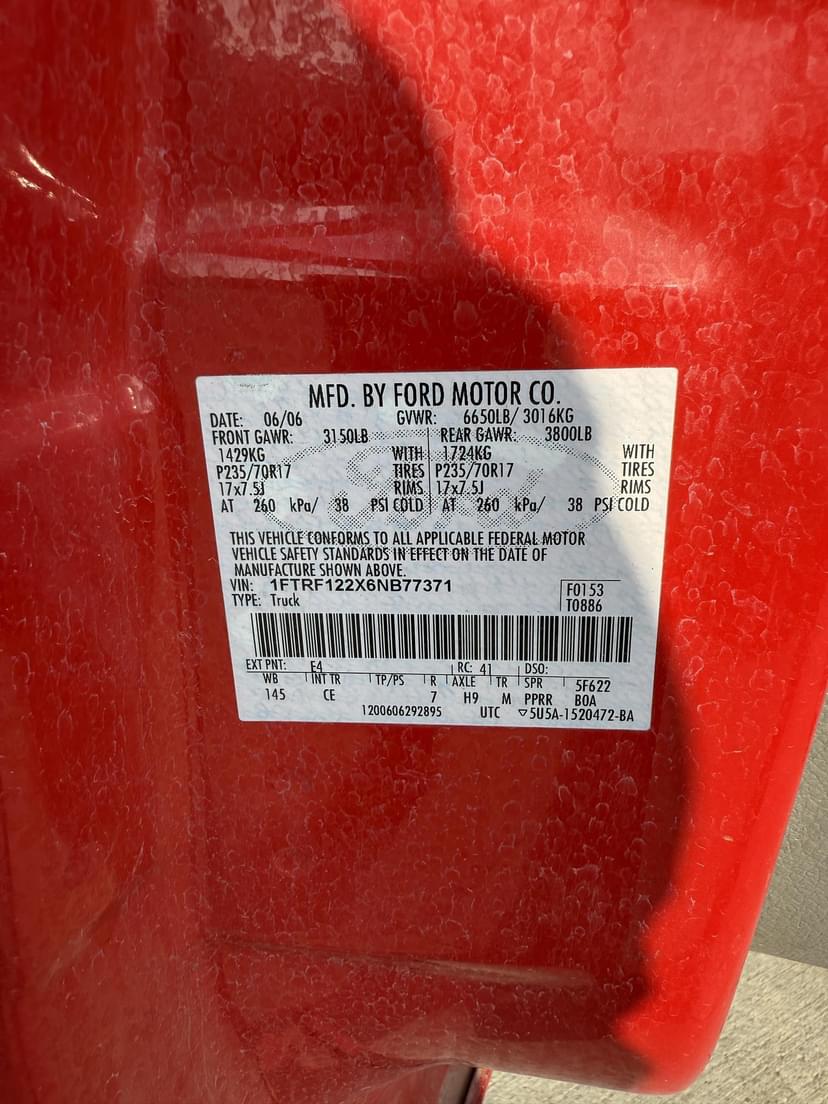 MFD. BY FORD MOTOR CO.
DATE: 06/06 GVWR: 6650LB/ 3016KG
FRONT GAWR: 3150LB REAR GAWR: 3800LB
1429KG WITH 1724KG WITH
P235/70R17 TIRES P235/70R17 TIRES
17x7.5J RIMS 17x7.5J RIMS
AT 260 kPa/ 38 PSI COLD AT 260 kPa/ 38 PSI COLD
THIS VEHICLE CONFORMS TO ALL APPLICABLE FEDERAL MOTOR
VEHICLE SAFETY STANDARDS IN EFFECT ON THE DATE OF
MANUFACTURE SHOWN ABOVE.
VIN: 1FTRF122X6NB77371 F0153
TYPE: Truck T0886
EXT PNT: E4 RC: 41 DSO:
WB INT TR TP/PS R AXLE TR SPR 5F622
145 CE 7 H9 M PPRR B0A
1200606292895 UTC ▽5U5A-1520472-BA